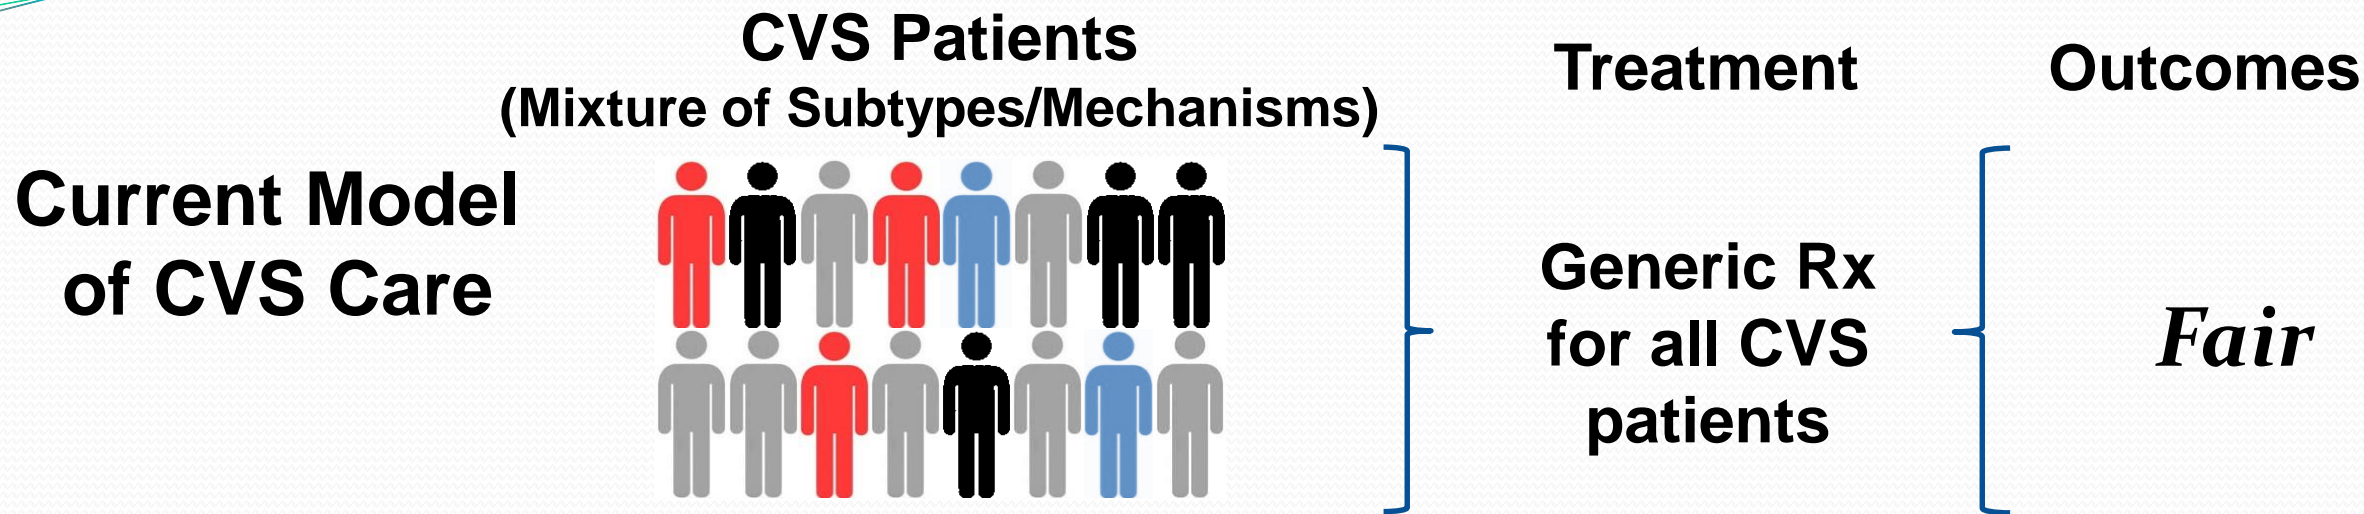 CVS Patients
(Mixture of Subtypes/Mechanisms)
Treatment
Outcomes
Current Model
of CVS Care
Generic Rx
for all CVS
patients
Fair